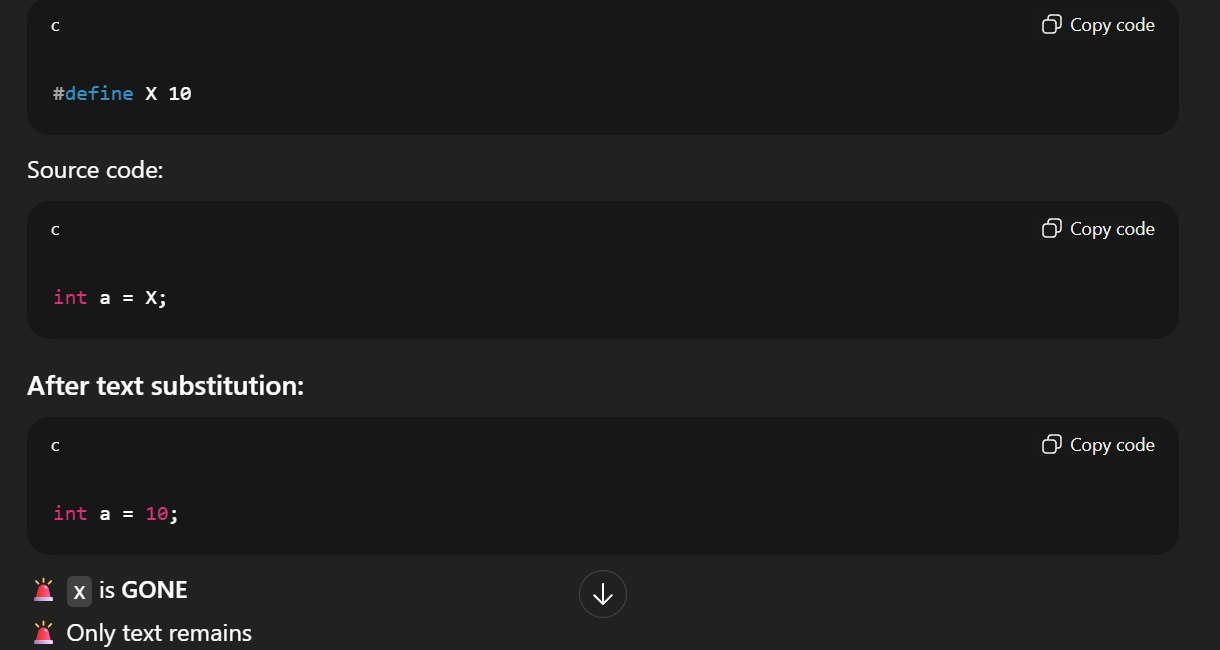 c
Copy code
#define X 10
Source code:
c
Copy code
int a = X;
After text substitution:
c
Copy code
int a = 10;
X is GONE
Only text remains